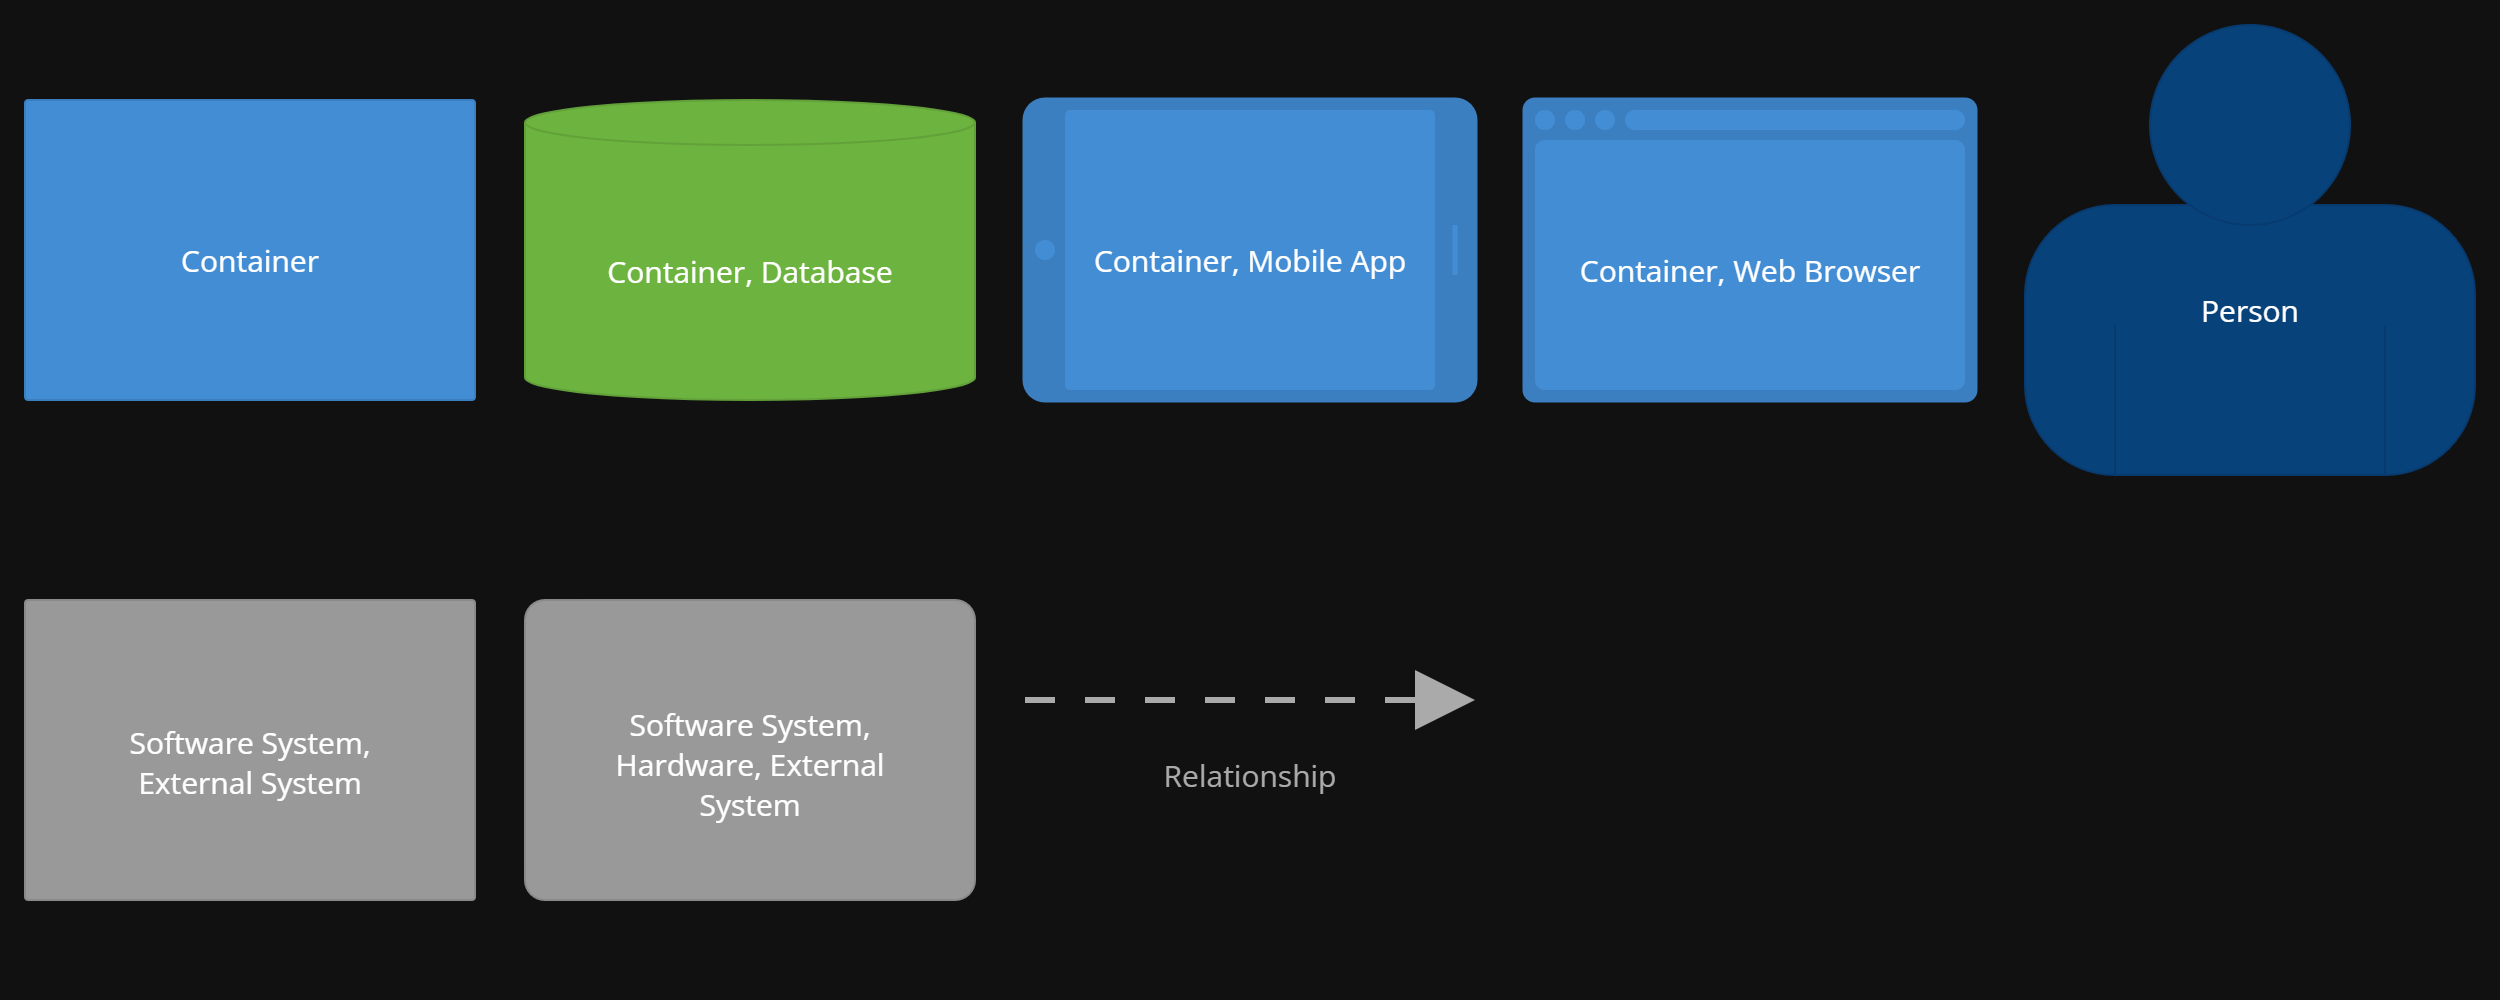 Container
Container, Database
Container, Mobile App
Container, Web Browser
Person
Software System,
External System
Software System,
Hardware, External
System
Relationship